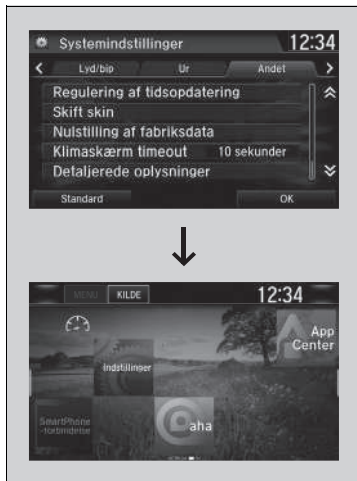 Systemindstillinger 12:34
Lyd/bip Ur Andet
Regulering af tidsopdatering
Skift skin
Nulstilling af fabriksdata
Klimaskærm timeout 10 sekunder
Detaljerede oplysninger
Standard OK
MENU KILDE 12:34
App
Center
Indstillinger
SmartPhone
-forbindelse
aha